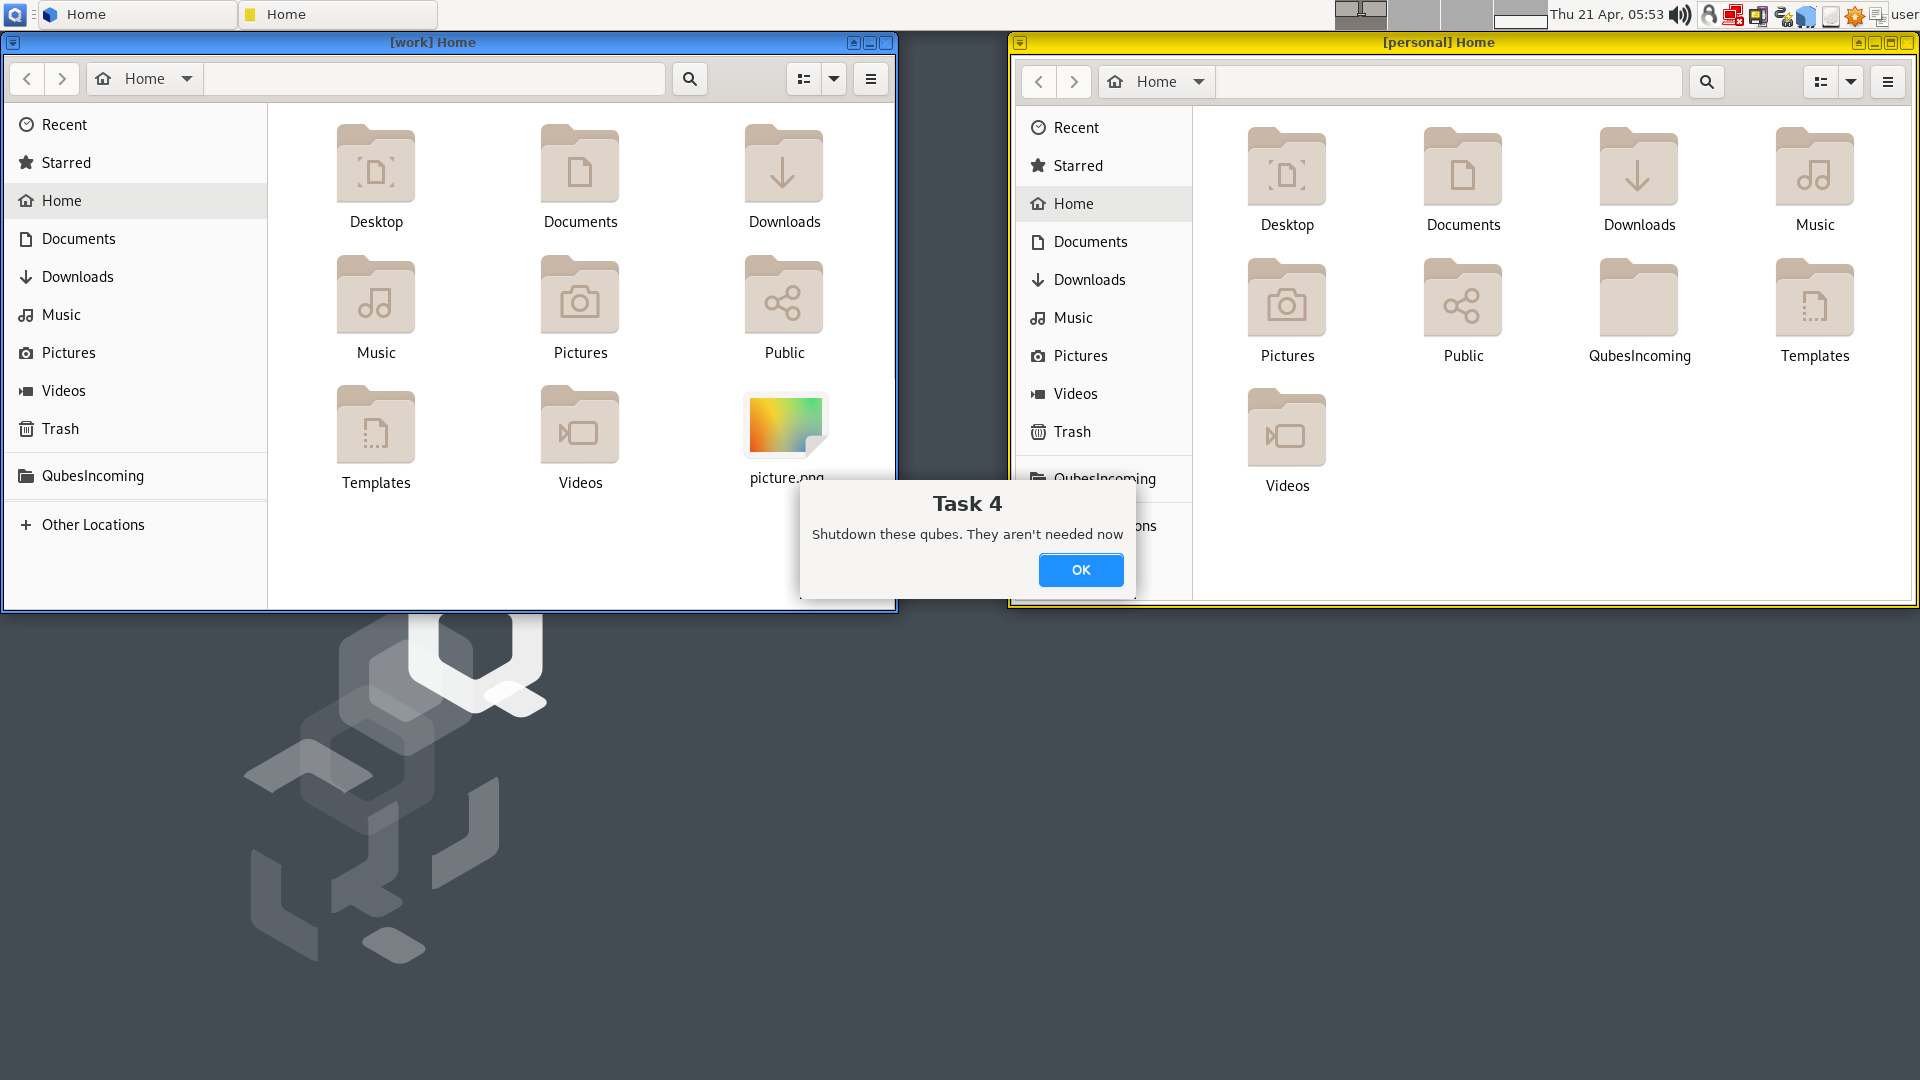 Home
Home
Thu 21 Apr, 05:53
user
[work] Home
Home
Recent
Starred
Home
Documents
Downloads
Music
Pictures
Videos
Trash
QubesIncoming
Other Locations
Desktop
Documents
Downloads
Music
Pictures
Public
Templates
Videos
picture.png
[personal] Home
Home
Recent
Starred
Home
Documents
Downloads
Music
Pictures
Videos
Trash
QubesIncoming
ons
Desktop
Documents
Downloads
Music
Pictures
Public
QubesIncoming
Templates
Videos
Task 4
Shutdown these qubes. They aren't needed now
OK